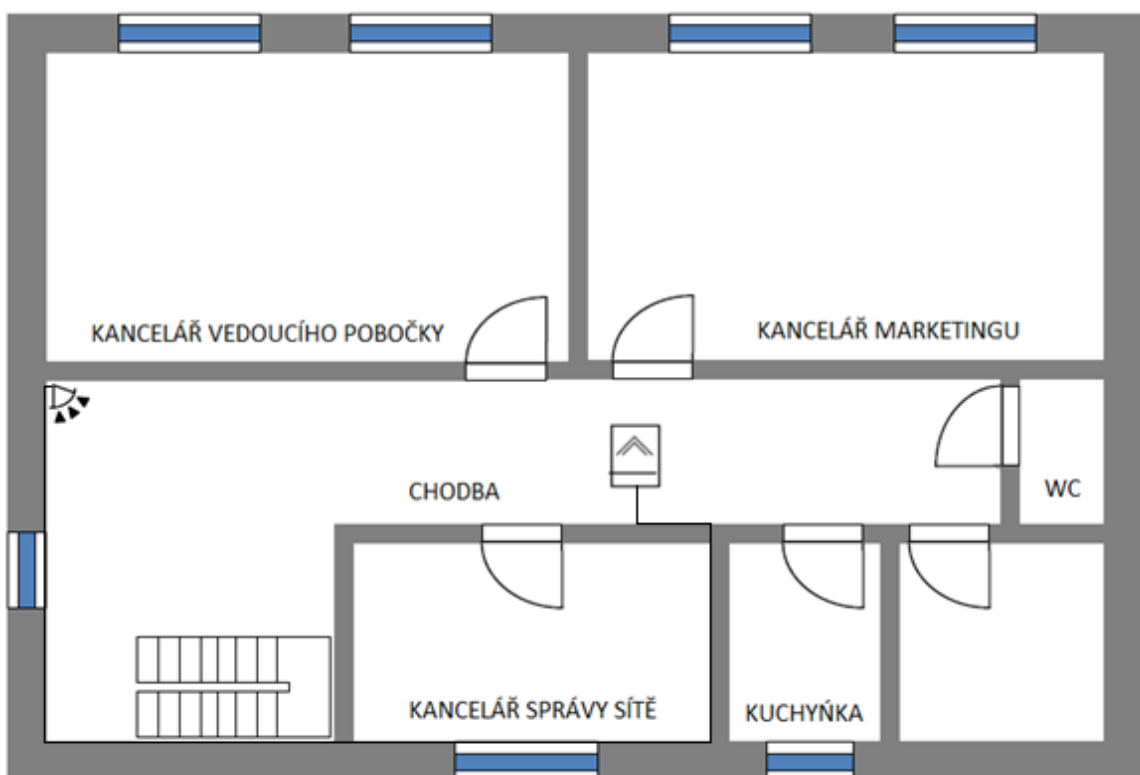 KANCELÁŘ VEDOUCÍHO POBOČKY
KANCELÁŘ MARKETINGU
CHODBA
WC
KANCELÁŘ SPRÁVY SÍTĚ
KUCHYŇKA